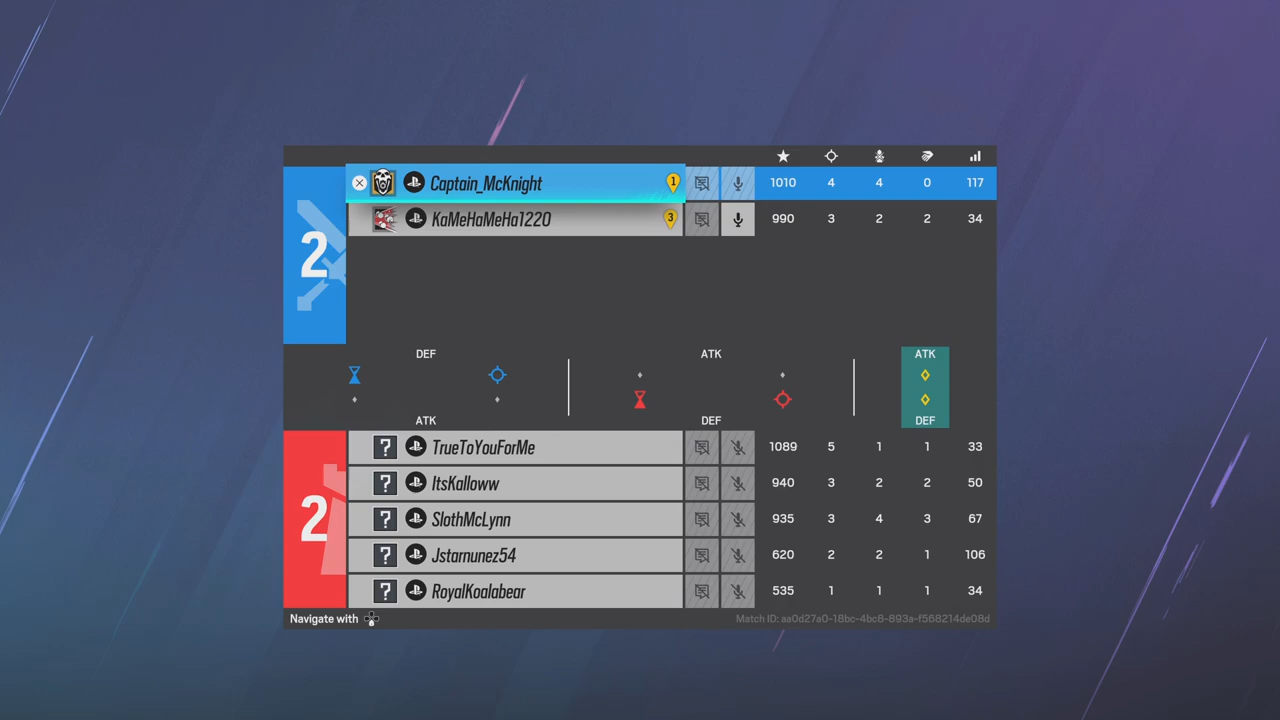 Captain_McKnight 1 1010 4 4 0 117
KaMeHaMeHa1220 3 990 3 2 2 34
2
DEF ATK ATK
ATK DEF DEF
2
? TrueToYouForMe 1089 5 1 1 33
? ItsKalloww 940 3 2 2 50
? SlothMcLynn 935 3 4 3 67
? Jstarnunez54 620 2 2 1 106
? RoyalKoalabear 535 1 1 1 34
Navigate with Match ID: aa0d27a0-18bc-4bc8-893a-f568214de08d